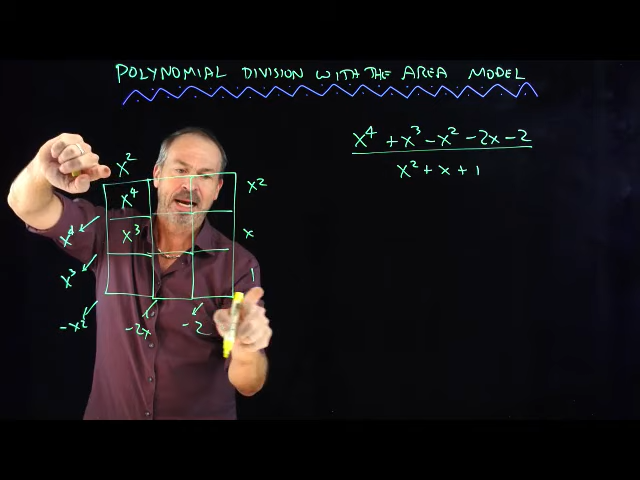 POLYNOMIAL DIVISION WITH THE AREA MODEL
x⁴ + x³ - x² - 2x - 2
x² + x + 1
x²
x⁴ x²
x⁴ x³ x
x³ 1
-x² -2x -2